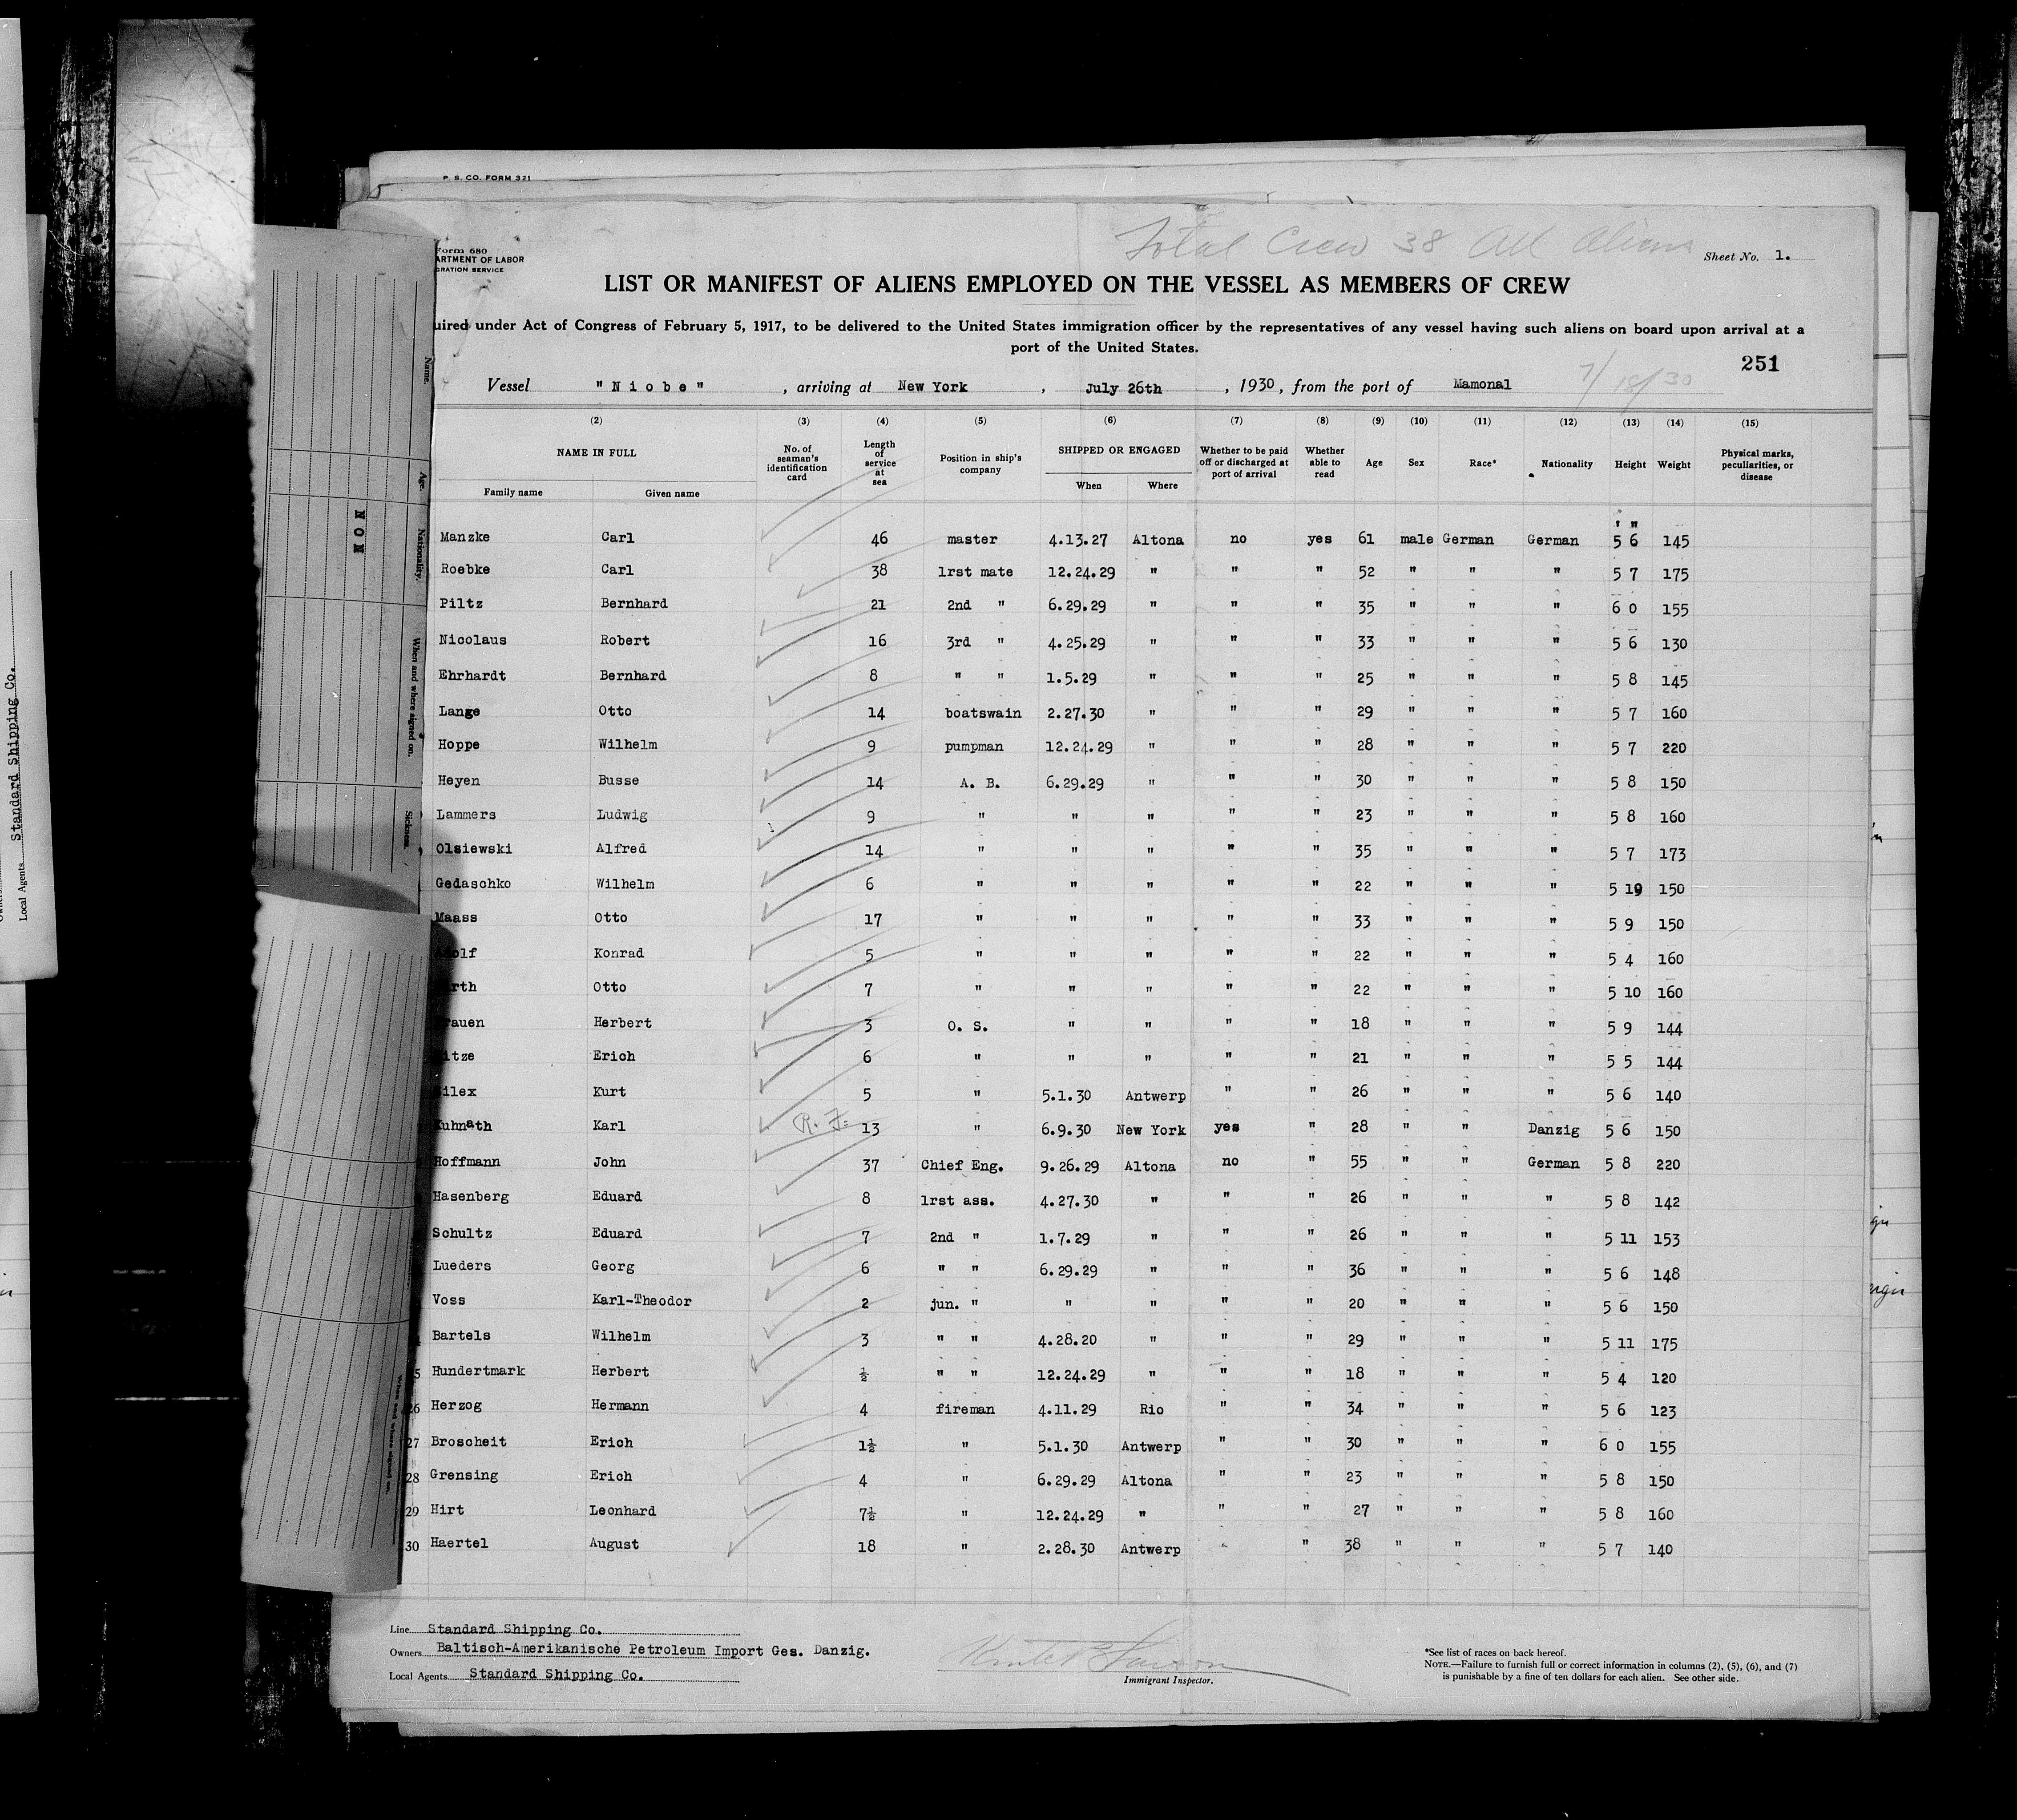 P. S. CO. FORM 321
Total Crew 38 All Aliens
Form 680
ARTMENT OF LABOR
GRATION SERVICE
Sheet No. 1.
LIST OR MANIFEST OF ALIENS EMPLOYED ON THE VESSEL AS MEMBERS OF CREW
uired under Act of Congress of February 5, 1917, to be delivered to the United States immigration officer by the representatives of any vessel having such aliens on board upon arrival at a
port of the United States.
251
Vessel "Niobe", arriving at New York, July 26th, 1930, from the port of Mamonal 7/18/30
(2) (3) (4) (5) (6) (7) (8) (9) (10) (11) (12) (13) (14) (15)
NAME IN FULL
Family name Given name
No. of seaman's identification card
Length of service at sea
Position in ship's company
SHIPPED OR ENGAGED
When Where
Whether to be paid off or discharged at port of arrival
Whether able to read
Age Sex Race* Nationality Height Weight
Physical marks, peculiarities, or disease
Manzke Carl 46 master 4.13.27 Altona no yes 61 male German German 5' 6" 145
Roebke Carl 38 1rst mate 12.24.29 " " " 52 " " " 5 7 175
Piltz Bernhard 21 2nd " 6.29.29 " " " 35 " " " 6 0 155
Nicolaus Robert 16 3rd " 4.25.29 " " " 33 " " " 5 6 130
Ehrhardt Bernhard 8 " " 1.5.29 " " " 25 " " " 5 8 145
Lange Otto 14 boatswain 2.27.30 " " " 29 " " " 5 7 160
Hoppe Wilhelm 9 pumpman 12.24.29 " " " 28 " " " 5 7 220
Heyen Busse 14 A. B. 6.29.29 " " " 30 " " " 5 8 150
Lammers Ludwig 9 " " " " " 23 " " " 5 8 160
Olsiewski Alfred 14 " " " " " 35 " " " 5 7 173
Gedaschko Wilhelm 6 " " " " " 22 " " " 5 19 150
Maass Otto 17 " " " " " 33 " " " 5 9 150
olf Konrad 5 " " " " " 22 " " " 5 4 160
rth Otto 7 " " " " " 22 " " " 5 10 160
rauen Herbert 3 O. S. " " " " 18 " " " 5 9 144
itze Erich 6 " " " " " 21 " " " 5 5 144
ilex Kurt 5 " 5.1.30 Antwerp " " 26 " " " 5 6 140
Kuhnath Karl R. F. 13 " 6.9.30 New York yes " 28 " " Danzig 5 6 150
Hoffmann John 37 Chief Eng. 9.26.29 Altona no " 55 " " German 5 8 220
Hasenberg Eduard 8 1rst ass. 4.27.30 " " " 26 " " " 5 8 142
Schultz Eduard 7 2nd " 1.7.29 " " " 26 " " " 5 11 153
Lueders Georg 6 " " 6.29.29 " " " 36 " " " 5 6 148
Voss Karl-Theodor 2 jun. " " " " " 20 " " " 5 6 150
Bartels Wilhelm 3 " " 4.28.20 " " " 29 " " " 5 11 175
5 Hundertmark Herbert ½ " " 12.24.29 " " " 18 " " " 5 4 120
26 Herzog Hermann 4 fireman 4.11.29 Rio " " 34 " " " 5 6 123
27 Broscheit Erich 1½ " 5.1.30 Antwerp " " 30 " " " 6 0 155
28 Grensing Erich 4 " 6.29.29 Altona " " 23 " " " 5 8 150
29 Hirt Leonhard 7½ " 12.24.29 " " " 27 " " " 5 8 160
30 Haertel August 18 " 2.28.30 Antwerp " " 38 " " " 5 7 140
Line Standard Shipping Co.
Owners Baltisch-Amerikanische Petroleum Import Ges. Danzig.
Local Agents Standard Shipping Co.
Immigrant Inspector.
*See list of races on back hereof.
NOTE.—Failure to furnish full or correct information in columns (2), (5), (6), and (7)
is punishable by a fine of ten dollars for each alien. See other side.
Name.
Age.
Nationality.
When and where signed on.
Sickness.
NON
When and where signed on.
Local Agents Standard Shipping Co.